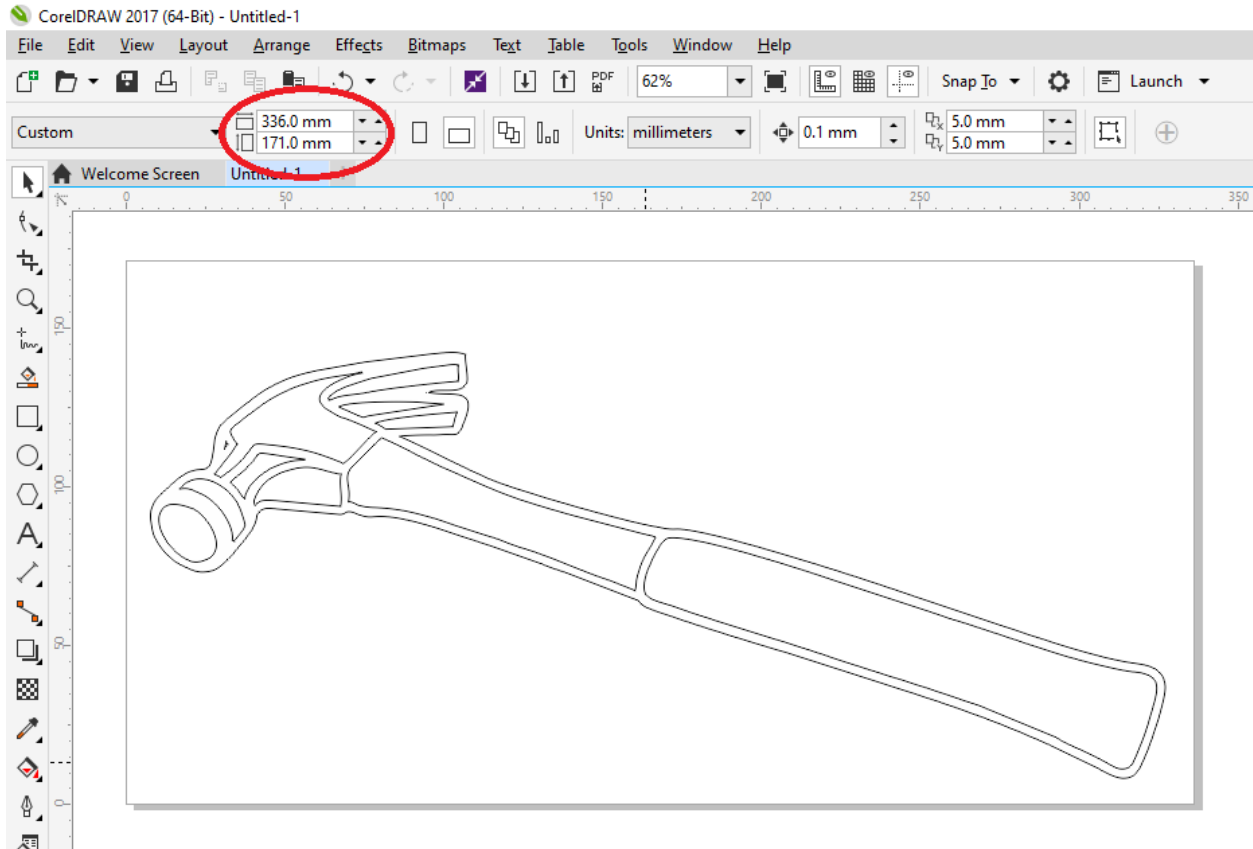 CorelDRAW 2017 (64-Bit) - Untitled-1
File Edit View Layout Arrange Effects Bitmaps Text Table Tools Window Help
PDF 62% Snap To Launch
Custom 336.0 mm Units: millimeters 0.1 mm 5.0 mm
171.0 mm 5.0 mm
Welcome Screen Untitled-1
0 50 100 150 200 250 300 350
150
100
50
0